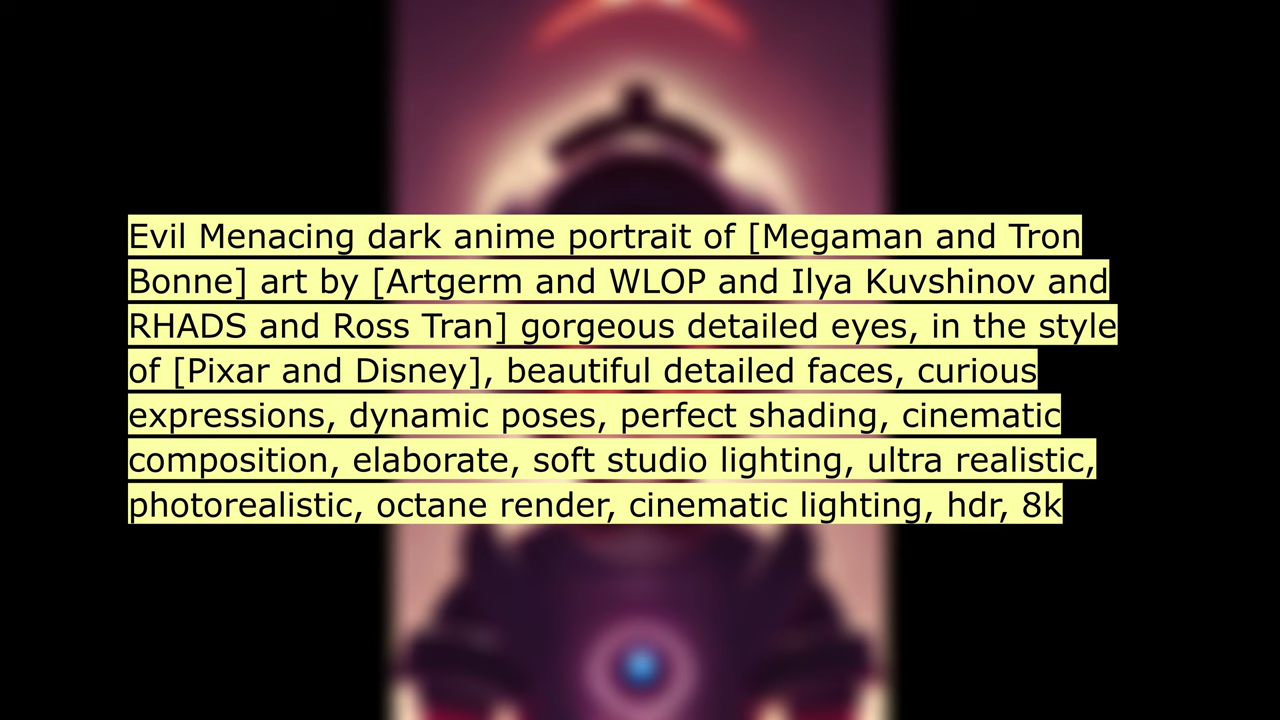 Evil Menacing dark anime portrait of [Megaman and Tron
Bonne] art by [Artgerm and WLOP and Ilya Kuvshinov and
RHADS and Ross Tran] gorgeous detailed eyes, in the style
of [Pixar and Disney], beautiful detailed faces, curious
expressions, dynamic poses, perfect shading, cinematic
composition, elaborate, soft studio lighting, ultra realistic,
photorealistic, octane render, cinematic lighting, hdr, 8k